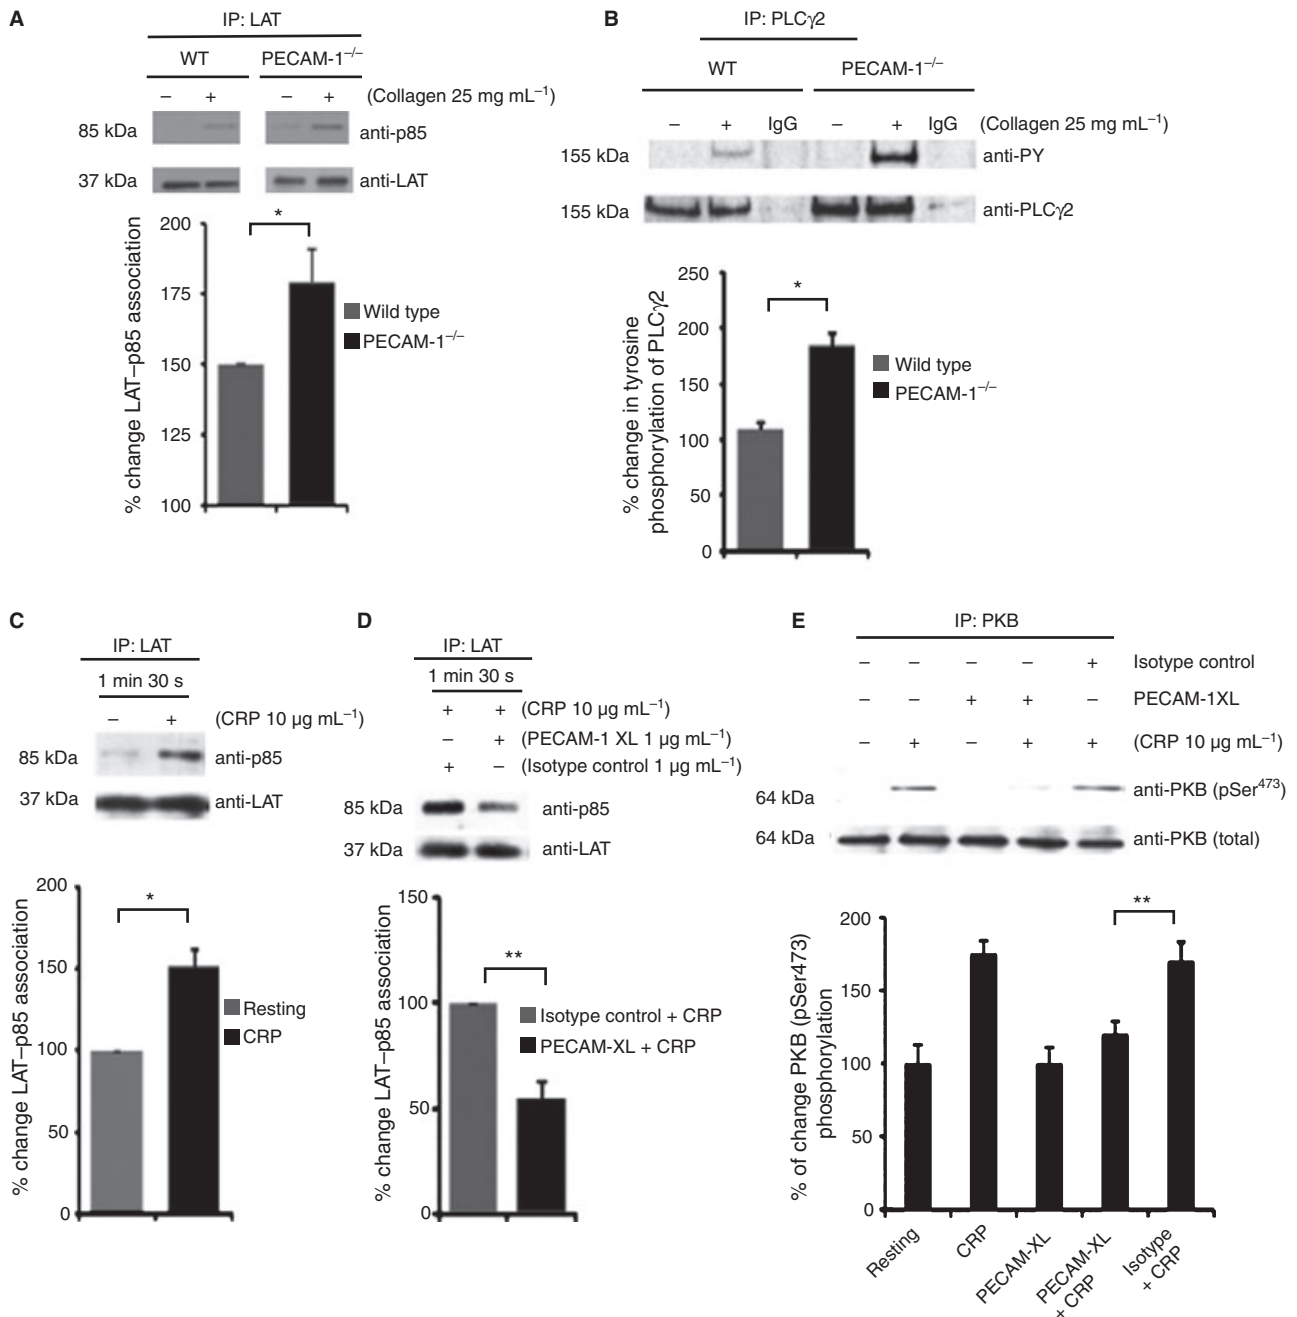 A
IP: LAT
WT PECAM-1–/–
– + – + (Collagen 25 mg mL–1)
85 kDa anti-p85
37 kDa anti-LAT
200
175
150
125
100
% change LAT–p85 association
*
Wild type
PECAM-1–/–
B
IP: PLCγ2
WT PECAM-1–/–
– + IgG – + IgG (Collagen 25 mg mL–1)
155 kDa anti-PY
155 kDa anti-PLCγ2
250
200
150
100
50
0
% change in tyrosine
phosphorylation of PLCγ2
*
Wild type
PECAM-1–/–
C
IP: LAT
1 min 30 s
– + (CRP 10 µg mL–1)
85 kDa anti-p85
37 kDa anti-LAT
200
150
100
50
0
% change LAT–p85 association
*
Resting
CRP
D
IP: LAT
1 min 30 s
+ + (CRP 10 µg mL–1)
– + (PECAM-1 XL 1 µg mL–1)
+ – (Isotype control 1 µg mL–1)
85 kDa anti-p85
37 kDa anti-LAT
150
100
50
0
% change LAT–p85 association
**
Isotype control + CRP
PECAM-XL + CRP
E
IP: PKB
– – – – + Isotype control
– – + + – PECAM-1XL
– + – + + (CRP 10 µg mL–1)
64 kDa anti-PKB (pSer473)
64 kDa anti-PKB (total)
200
150
100
50
0
% of change PKB (pSer473)
phosphorylation
**
Resting
CRP
PECAM-XL
PECAM-XL
+ CRP
Isotype
+ CRP